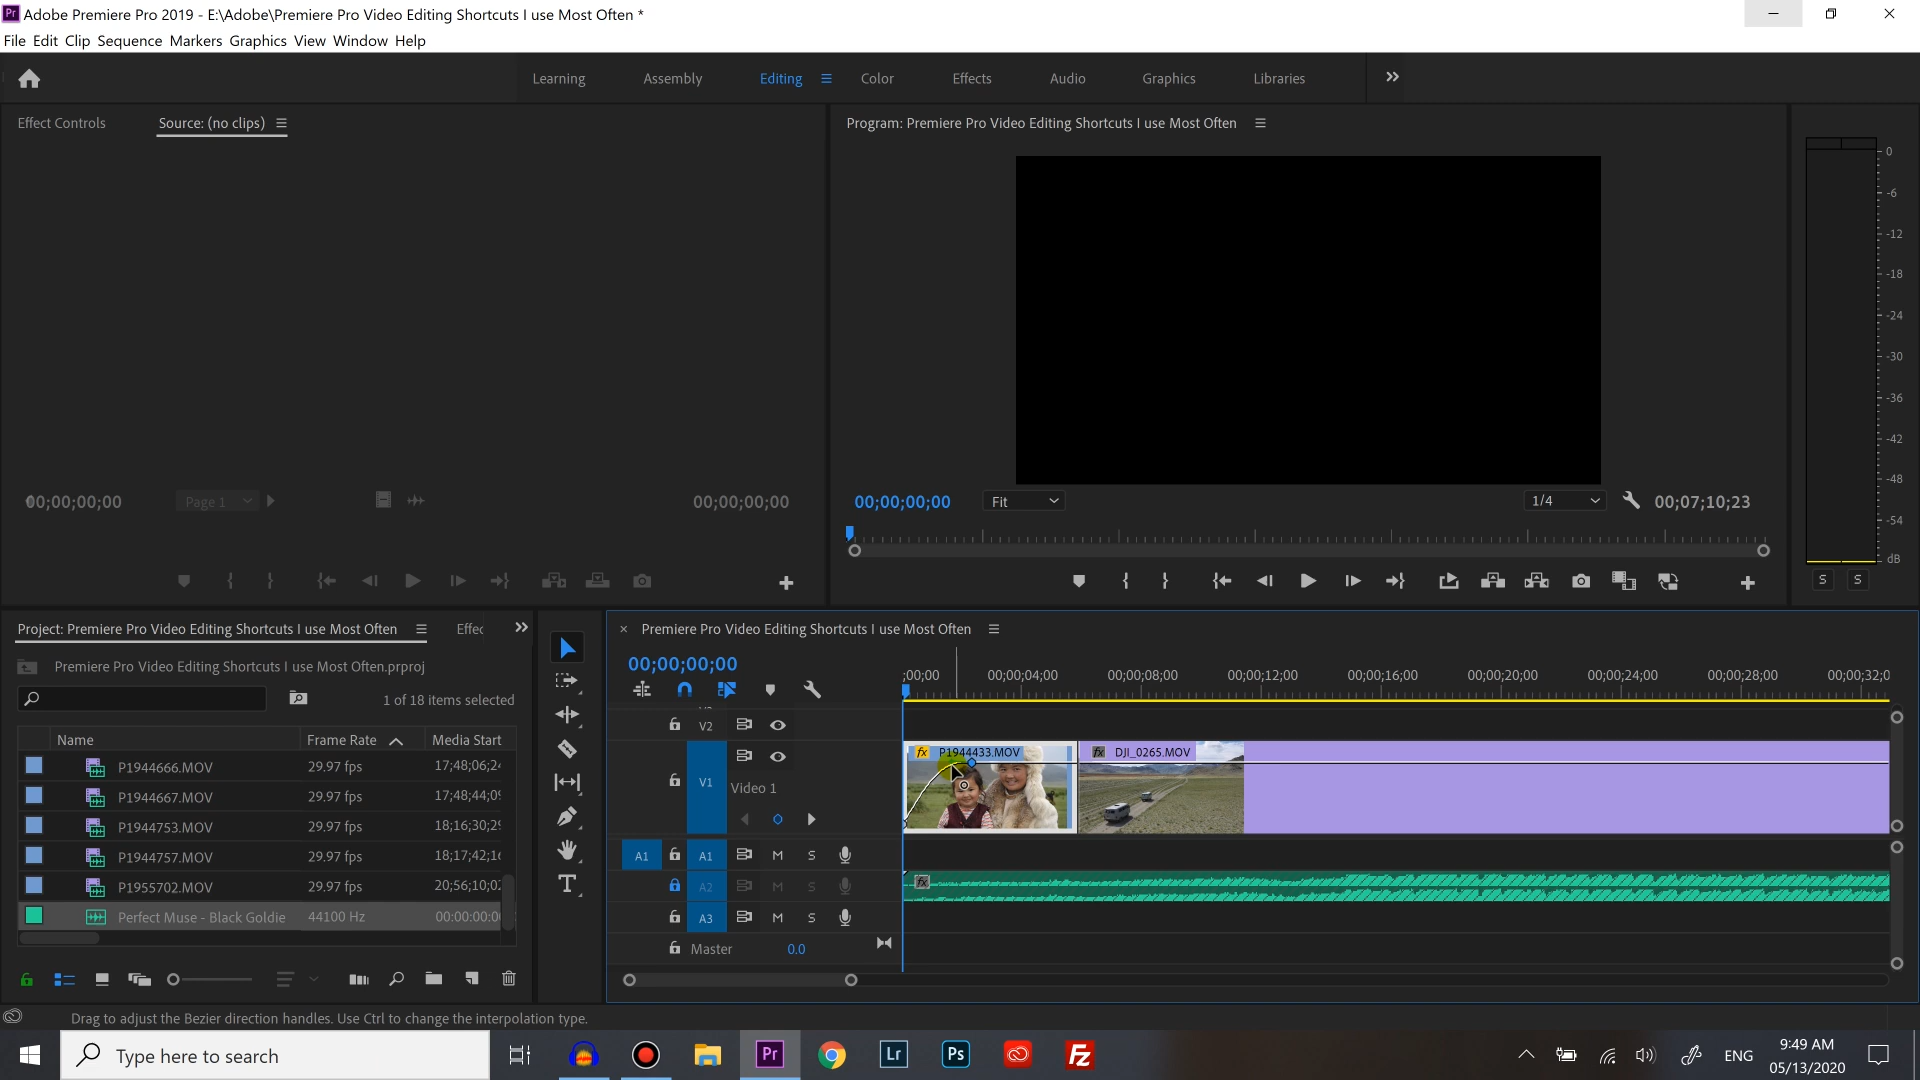 Pr Adobe Premiere Pro 2019 - E:\Adobe\Premiere Pro Video Editing Shortcuts I use Most Often *
File Edit Clip Sequence Markers Graphics View Window Help
Learning Assembly Editing Color Effects Audio Graphics Libraries
Effect Controls Source: (no clips) Program: Premiere Pro Video Editing Shortcuts I use Most Often
0
-6
-12
-18
-24
-30
-36
-42
-48
-54
dB
S S
00;00;00;00 Page 1 00;00;00;00 00;00;00;00 Fit 1/4 00;07;10;23
Project: Premiere Pro Video Editing Shortcuts I use Most Often Effec
Premiere Pro Video Editing Shortcuts I use Most Often.prproj
1 of 18 items selected
Name Frame Rate Media Start
P1944666.MOV 29.97 fps 17;48;06;24
P1944667.MOV 29.97 fps 17;48;44;09
P1944753.MOV 29.97 fps 18;16;30;29
P1944757.MOV 29.97 fps 18;17;42;16
P1955702.MOV 29.97 fps 20;56;10;02
Perfect Muse - Black Goldie 44100 Hz 00:00:00:00
T
× Premiere Pro Video Editing Shortcuts I use Most Often
00;00;00;00
;00;00 00;00;04;00 00;00;08;00 00;00;12;00 00;00;16;00 00;00;20;00 00;00;24;00 00;00;28;00 00;00;32;0
V2
fx P1944433.MOV fx DJI_0265.MOV
V1 Video 1
A1 A1 M S
A2 M S fx
A3 M S
Master 0.0
Drag to adjust the Bezier direction handles. Use Ctrl to change the interpolation type.
Type here to search Pr Lr Ps Fz ENG 9:49 AM
05/13/2020